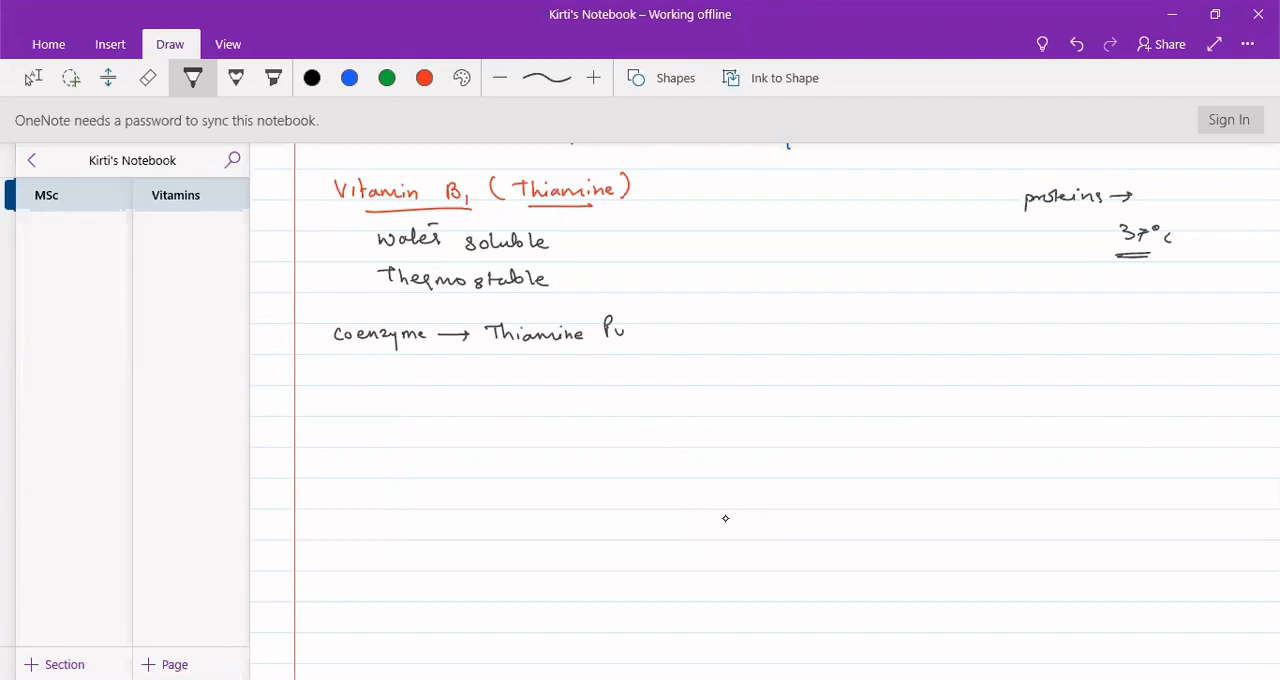 Kirti's Notebook – Working offline
Home Insert Draw View
Share
Shapes Ink to Shape
OneNote needs a password to sync this notebook.
Sign In
Kirti's Notebook
MSc Vitamins
Vitamin B1 (Thiamine)
proteins →
water soluble
37°C
Thermostable
Coenzyme → Thiamine
+ Section + Page